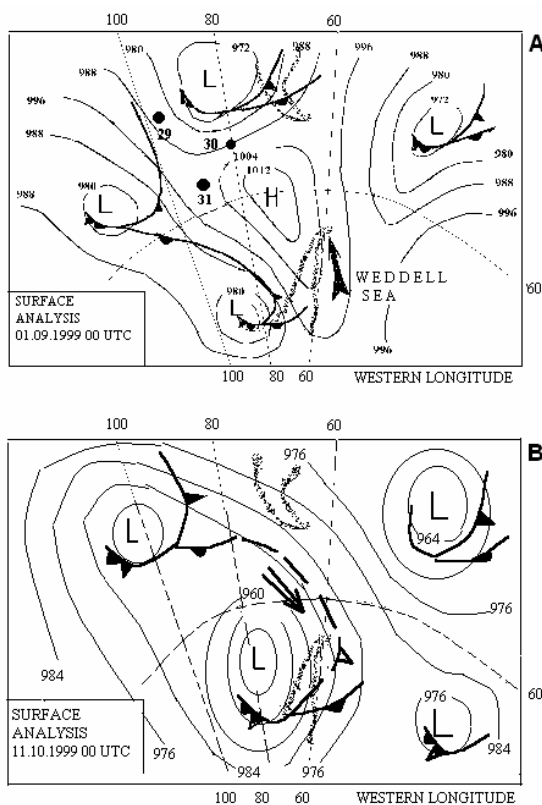 100 80 60
A
980 972 988 996
988 L 980
996 29 L 972
988 30
1004
31 1012 980
988 980 L H 988
996
WEDDELL
SEA
980 L 60
SURFACE
ANALYSIS
01.09.1999 00 UTC
996
100 80 60 WESTERN LONGITUDE
100 80 60
B
976
L L
964
960
976
984 L 60
976 L
SURFACE
ANALYSIS
11.10.1999 00 UTC
984
976 984 976
100 80 60 WESTERN LONGITUDE